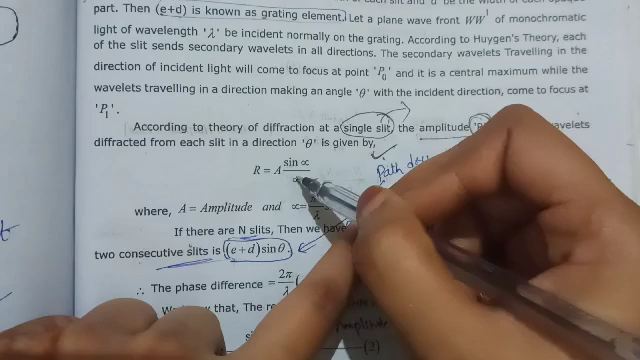 part. Then (e+d) is known as grating element. Let a plane wave front WW' of monochromatic
light of wavelength 'λ' be incident normally on the grating. According to Huygen's Theory, each
of the slit sends secondary wavelets in all directions. The secondary wavelets Travelling in the
direction of incident light will come to focus at point 'P₀' and it is a central maximum while the
wavelets travelling in a direction making an angle 'θ' with the incident direction, come to focus at
'P₁'.
According to theory of diffraction at a single slit, the amplitude 'R' wavelets
diffracted from each slit in a direction 'θ' is given by,
Path
R = A sin ∝ / ∝
where, A = Amplitude and ∝ = π / λ
If there are N slits, Then we have
two consecutive slits is (e+d) sin θ.
∴ The phase difference = 2π / λ (
that, The
amplitude
(2)